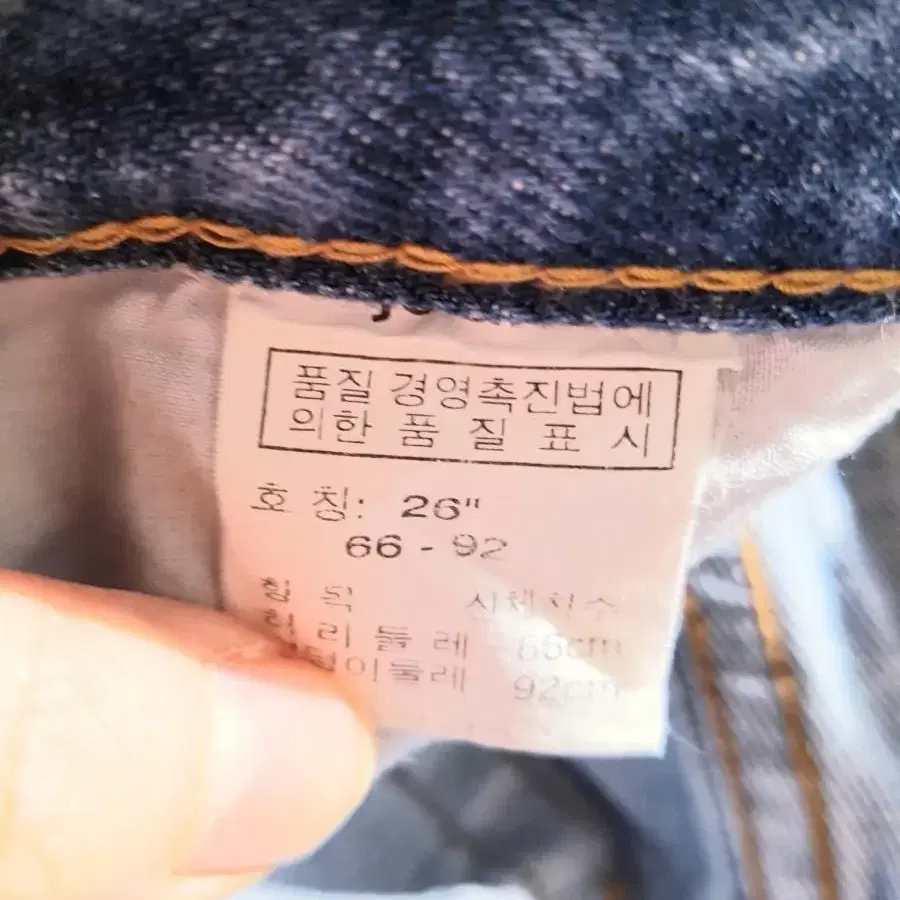 품질 경영촉진법에
의한 품 질 표 시
호 칭: 26"
66 - 92
항 목 신체치수
허리 둘 레 66cm
엉덩이둘레 92cm